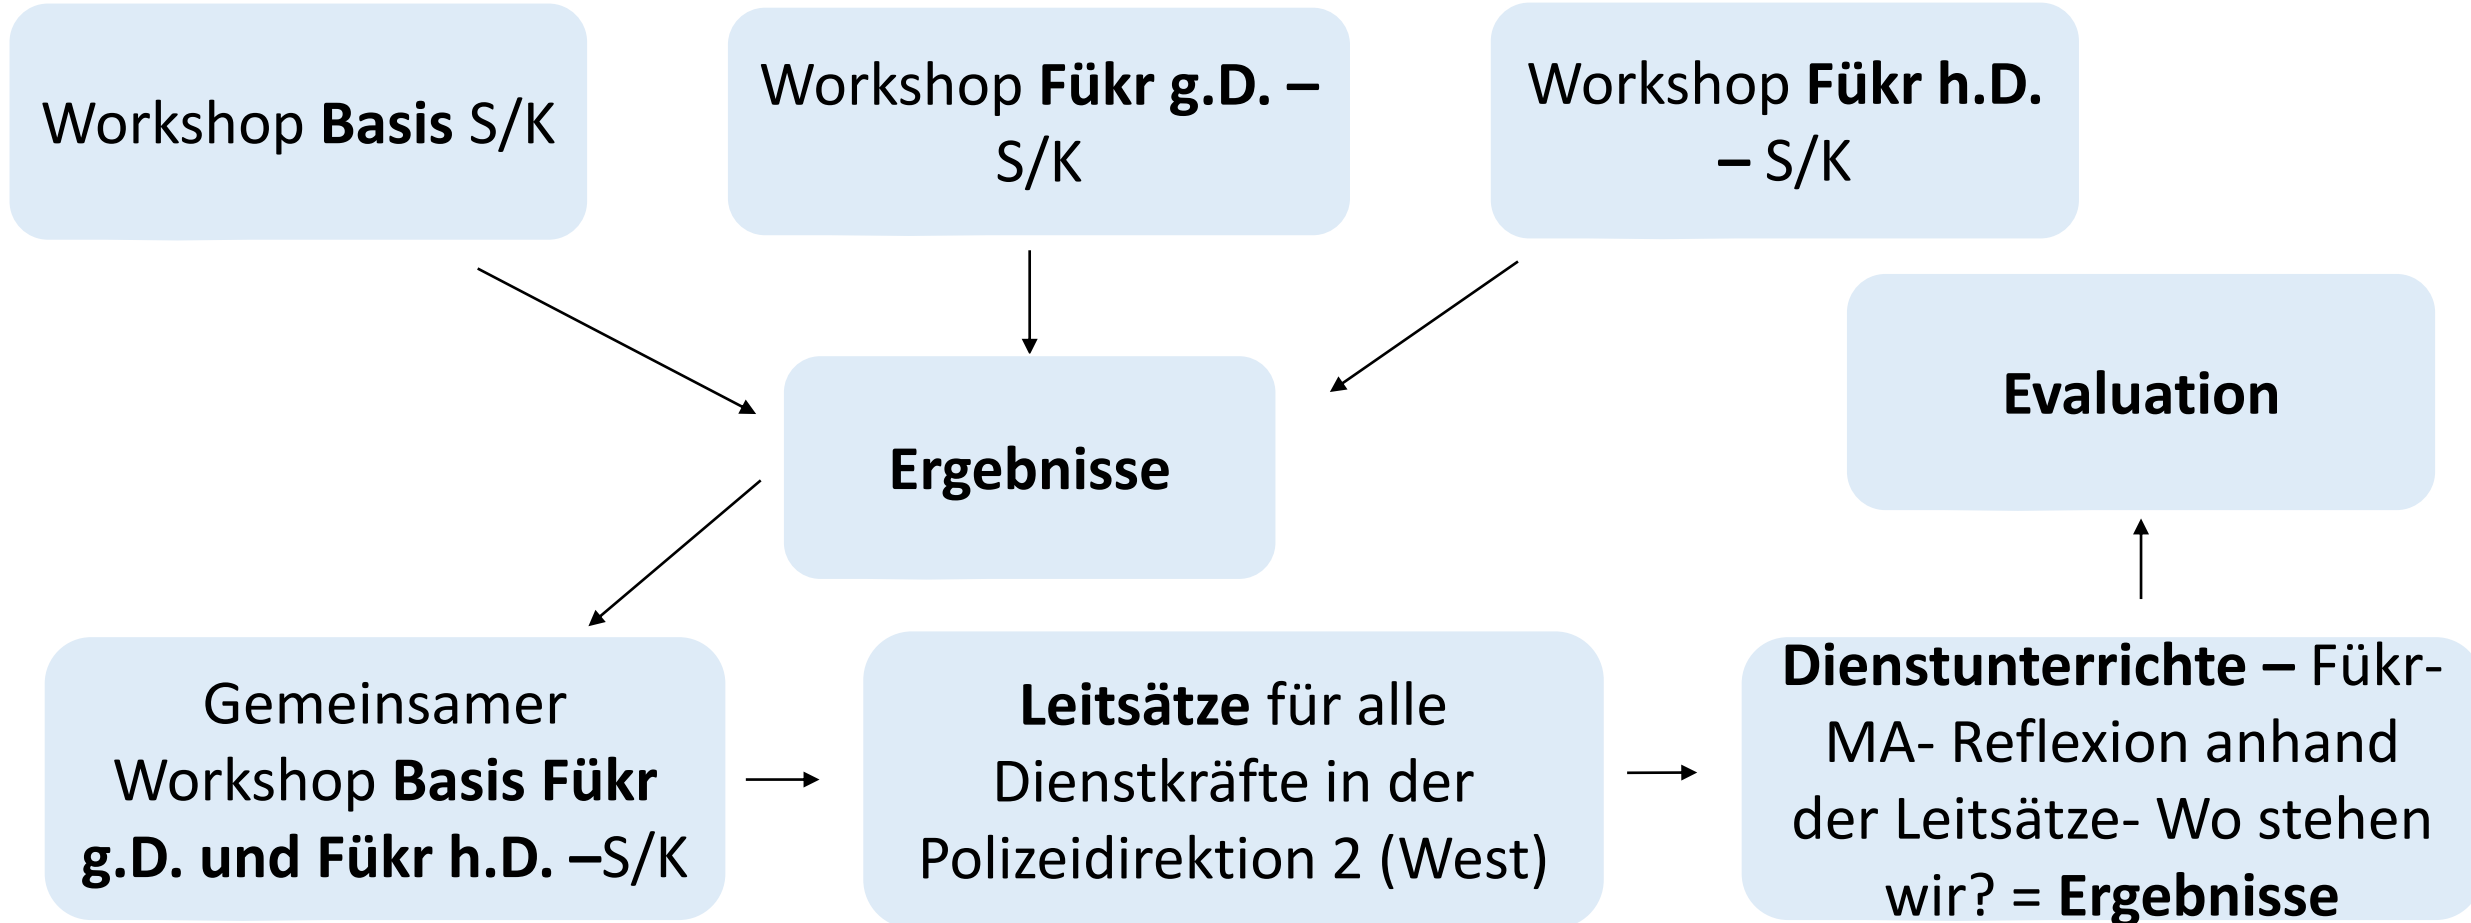 Workshop Basis S/K
Workshop Fükr g.D. –
S/K
Workshop Fükr h.D.
– S/K
Ergebnisse
Evaluation
Gemeinsamer
Workshop Basis Fükr
g.D. und Fükr h.D. –S/K
Leitsätze für alle
Dienstkräfte in der
Polizeidirektion 2 (West)
Dienstunterrichte – Fükr-
MA- Reflexion anhand
der Leitsätze- Wo stehen
wir? = Ergebnisse